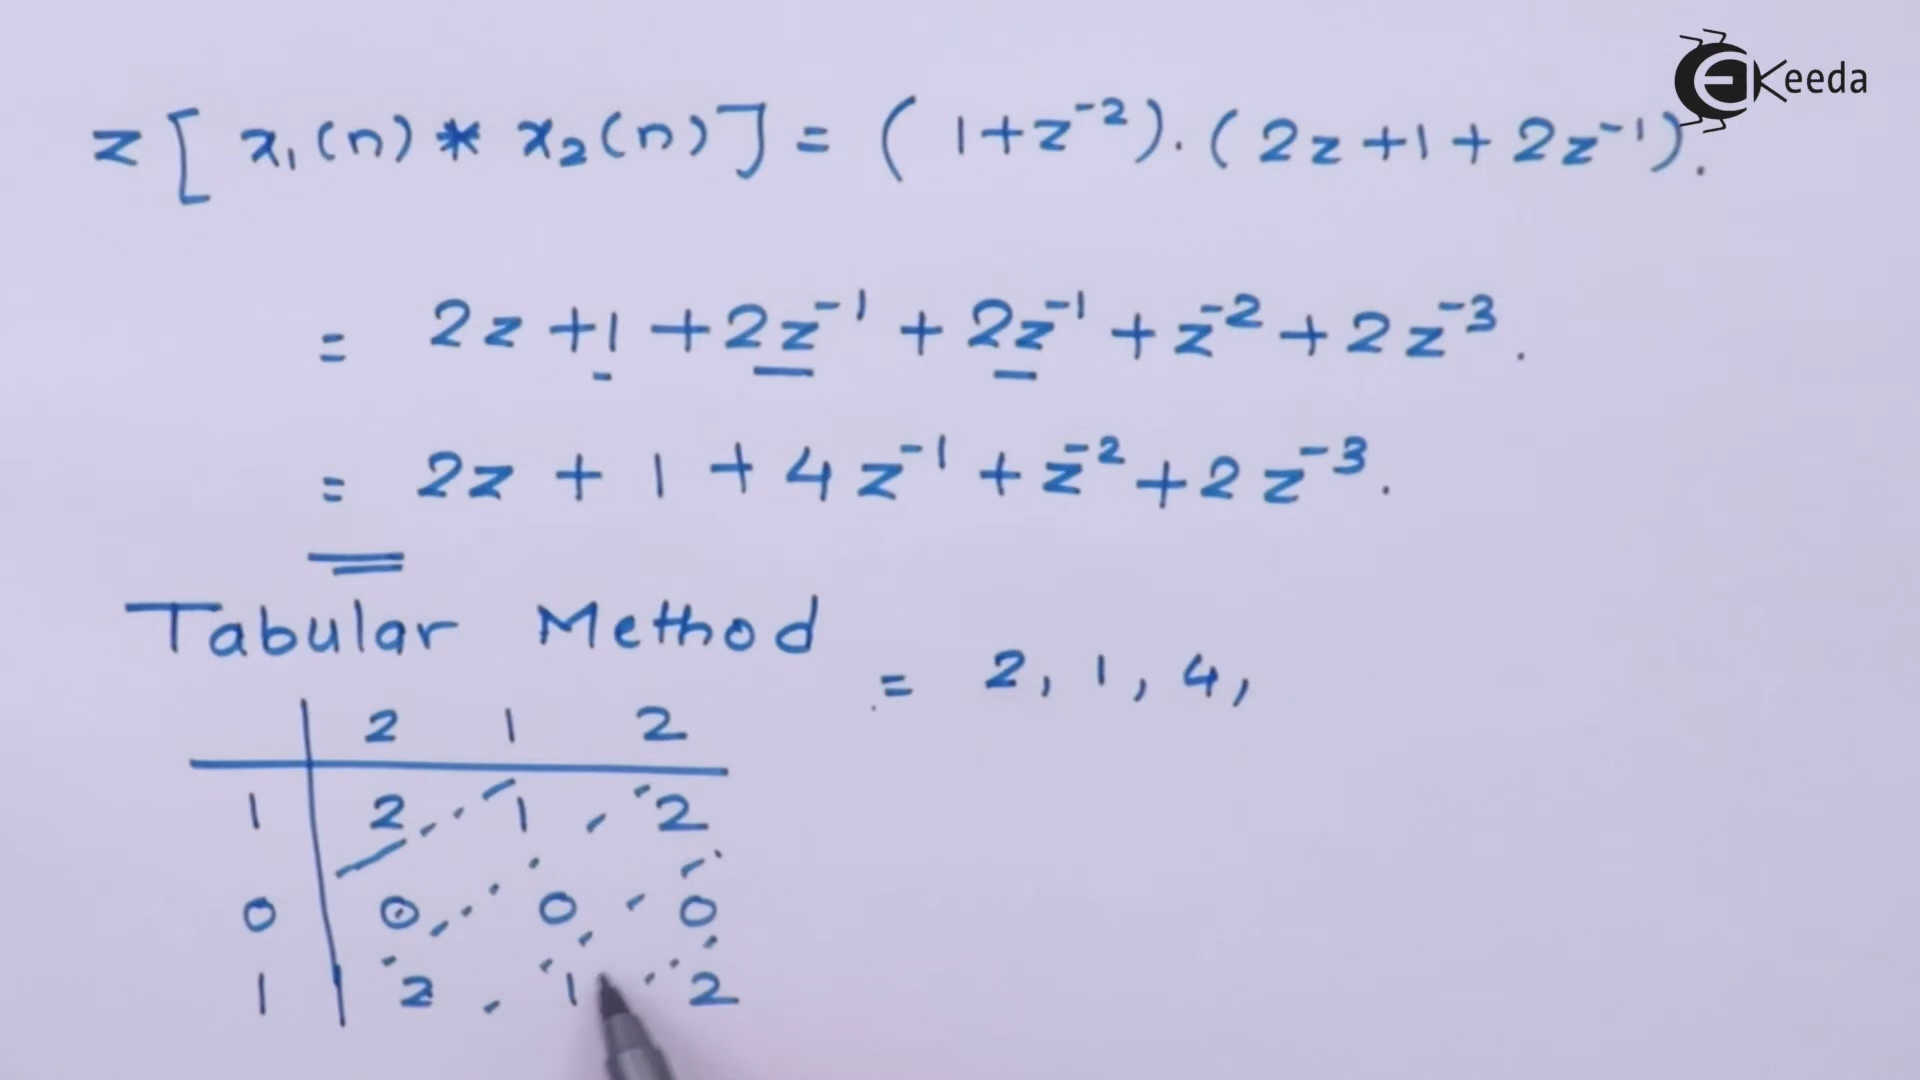 eKeeda
z[x₁(n) * x₂(n)] = (1+z⁻²).(2z+1+2z⁻¹).
= 2z+1+2z⁻¹+2z⁻¹+z⁻²+2z⁻³.
= 2z+1+4z⁻¹+z⁻²+2z⁻³.
Tabular Method
= 2, 1, 4,
2 1 2
1 2 1 2
0 0 0 0
1 2 1 2